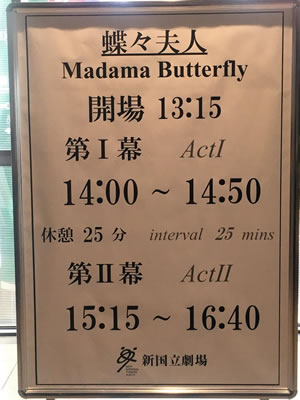 蝶々夫人
Madama Butterfly
開場 13:15
第Ⅰ幕 ActI
14:00 ~ 14:50
休憩 25 分 interval 25 mins
第Ⅱ幕 ActII
15:15 ~ 16:40
新国立劇場